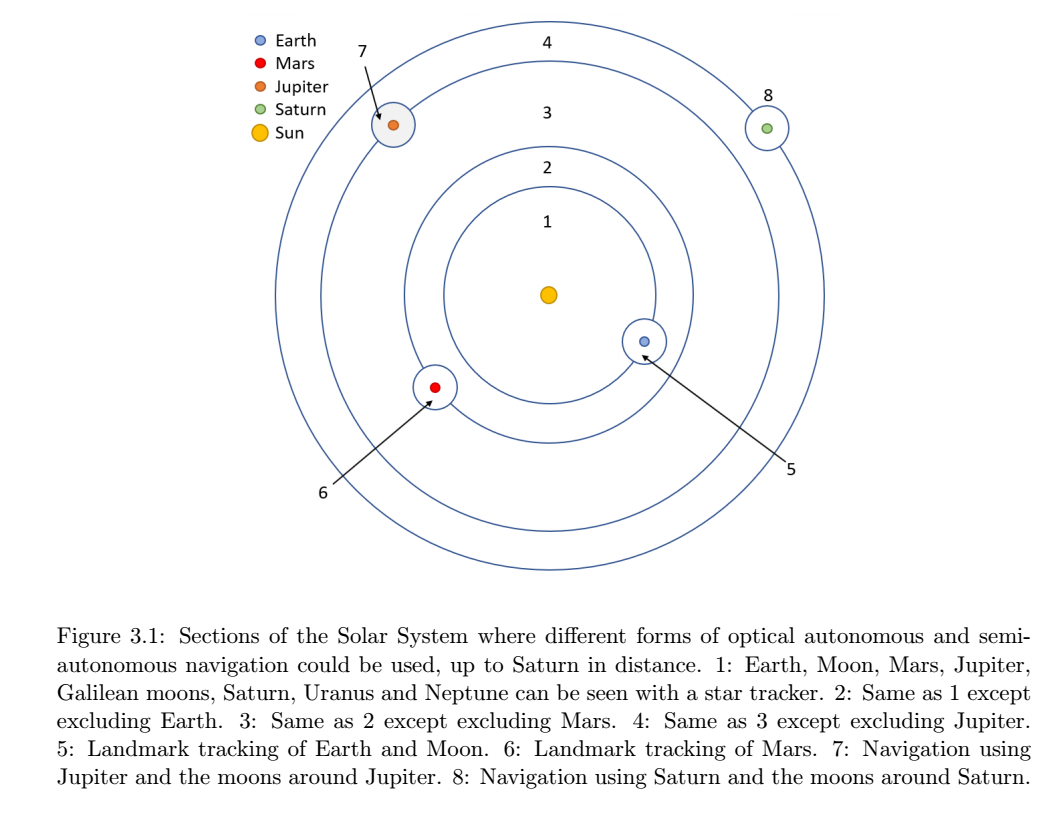 4
Earth
7
Mars
Jupiter
8
Saturn
3
Sun
2
1
5
6
Figure 3.1: Sections of the Solar System where different forms of optical autonomous and semi-
autonomous navigation could be used, up to Saturn in distance. 1: Earth, Moon, Mars, Jupiter,
Galilean moons, Saturn, Uranus and Neptune can be seen with a star tracker. 2: Same as 1 except
excluding Earth. 3: Same as 2 except excluding Mars. 4: Same as 3 except excluding Jupiter.
5: Landmark tracking of Earth and Moon. 6: Landmark tracking of Mars. 7: Navigation using
Jupiter and the moons around Jupiter. 8: Navigation using Saturn and the moons around Saturn.